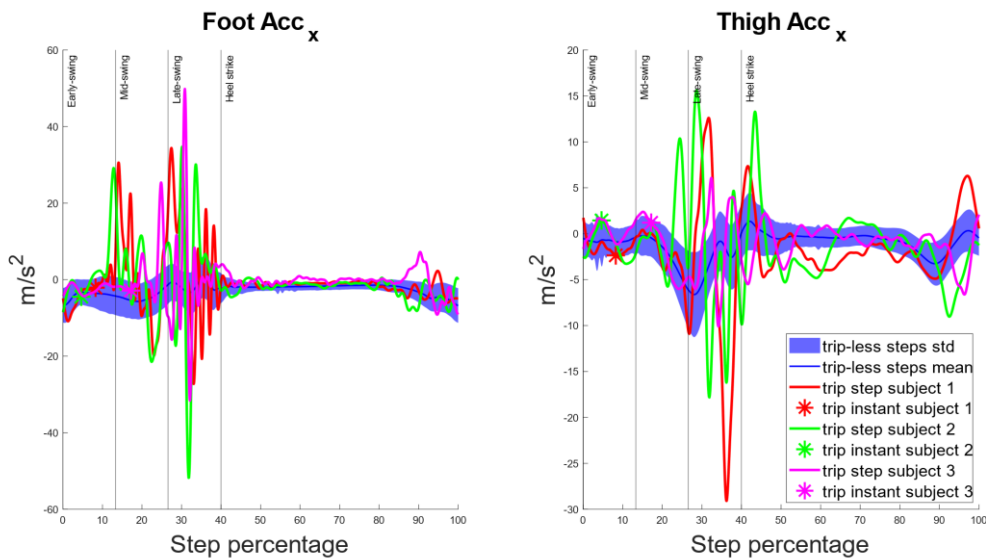 Foot Acc_x
60
40
20
0
-20
-40
-60
m/s²
Early-swing
Mid-swing
Late-swing
Heel strike
0 10 20 30 40 50 60 70 80 90 100
Step percentage
Thigh Acc_x
20
15
10
5
0
-5
-10
-15
-20
-25
-30
m/s²
Early-swing
Mid-swing
Late-swing
Heel strike
trip-less steps std
trip-less steps mean
trip step subject 1
trip instant subject 1
trip step subject 2
trip instant subject 2
trip step subject 3
trip instant subject 3
0 10 20 30 40 50 60 70 80 90 100
Step percentage